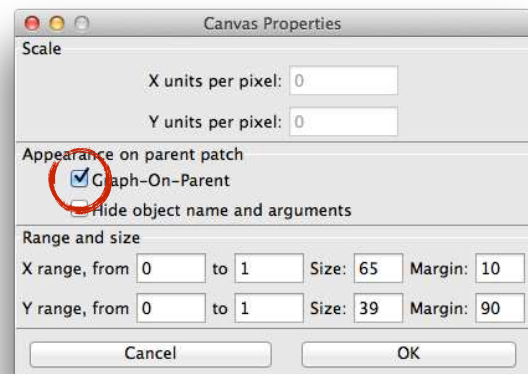 Canvas Properties
Scale
X units per pixel: 0
Y units per pixel: 0
Appearance on parent patch
Graph-On-Parent
Hide object name and arguments
Range and size
X range, from 0 to 1 Size: 65 Margin: 10
Y range, from 0 to 1 Size: 39 Margin: 90
Cancel OK